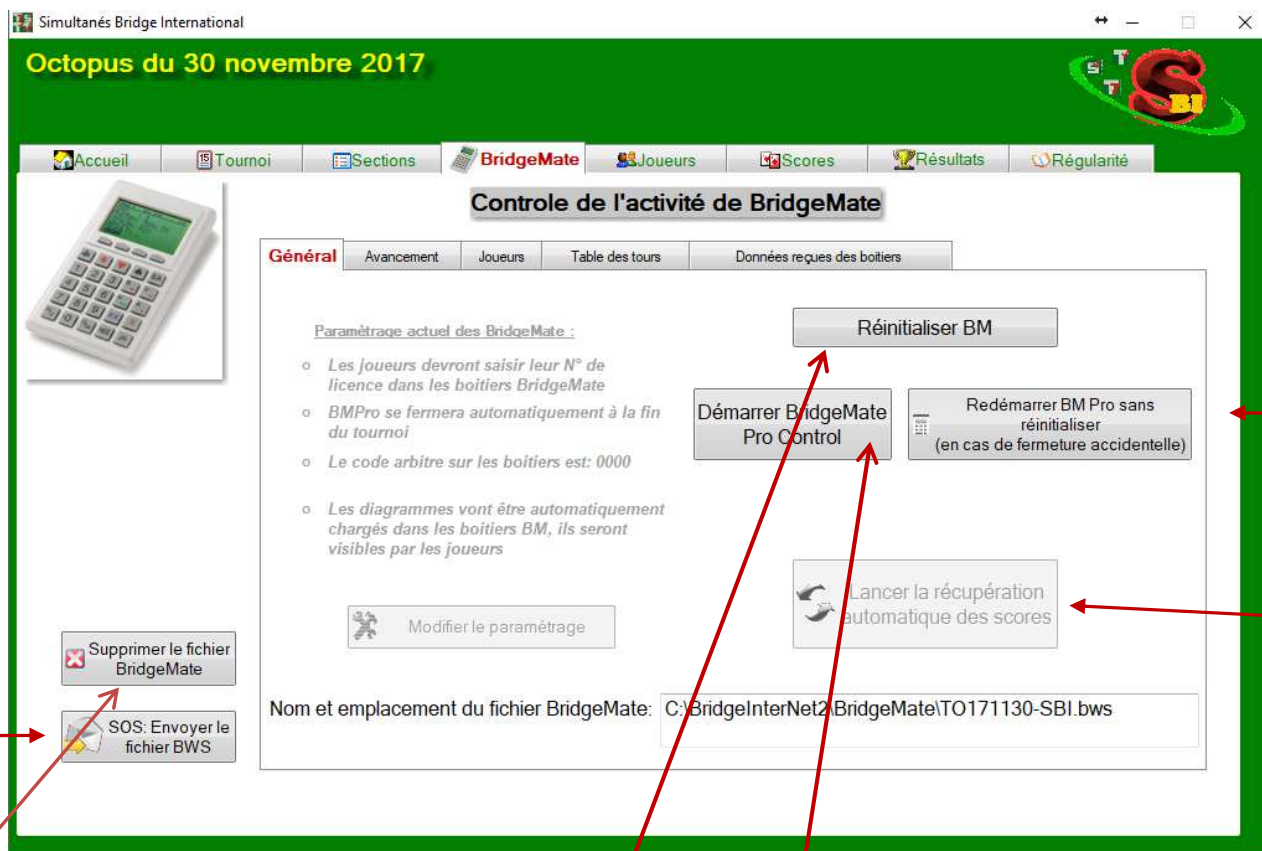 Simultanés Bridge International
Octopus du 30 novembre 2017
S T T SBI
Accueil
15 Tournoi
Sections
BridgeMate
Joueurs
Scores
Résultats
Régularité
Controle de l'activité de BridgeMate
Général
Avancement
Joueurs
Table des tours
Données reçues des boitiers
Paramètrage actuel des BridgeMate :
o Les joueurs devront saisir leur N° de
licence dans les boitiers BridgeMate
o BMPro se fermera automatiquement à la fin
du tournoi
o Le code arbitre sur les boitiers est: 0000
o Les diagrammes vont être automatiquement
chargés dans les boitiers BM, ils seront
visibles par les joueurs
Modifier le paramètrage
Réinitialiser BM
Démarrer BridgeMate
Pro Control
Redémarrer BM Pro sans
réinitialiser
(en cas de fermeture accidentelle)
Lancer la récupération
automatique des scores
Supprimer le fichier
BridgeMate
SOS: Envoyer le
fichier BWS
Nom et emplacement du fichier BridgeMate: C:\BridgeInterNet2\BridgeMate\TO171130-SBI.bws